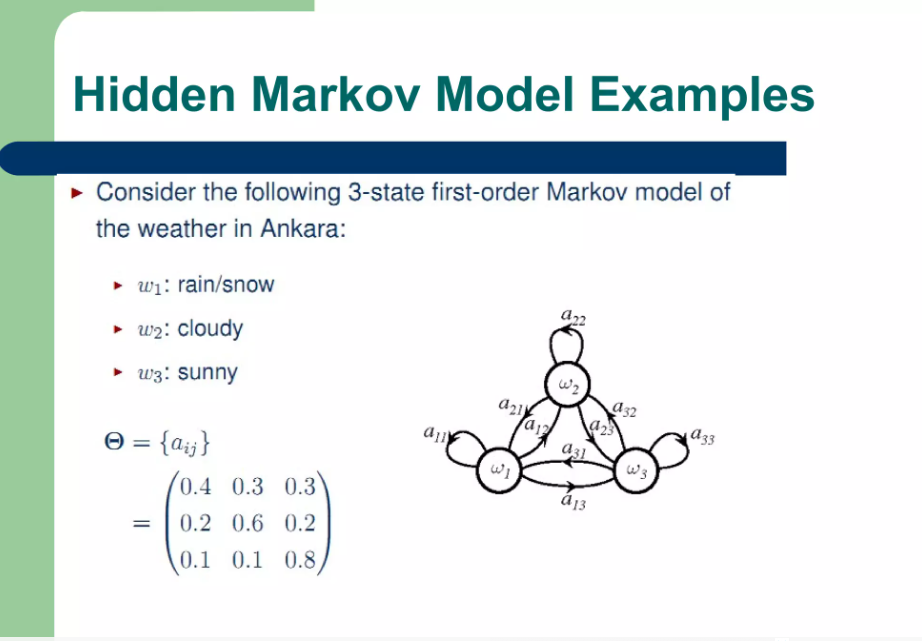 Hidden Markov Model Examples
► Consider the following 3-state first-order Markov model of
the weather in Ankara:
► w₁: rain/snow
► w₂: cloudy
► w₃: sunny
Θ = {aᵢⱼ}
= (0.4 0.3 0.3
0.2 0.6 0.2
0.1 0.1 0.8)
a₂₂
ω₂
a₂₁ a₁₂ a₂₃ a₃₂
a₁₁ a₃₁ a₃₃
ω₁ ω₃
a₁₃